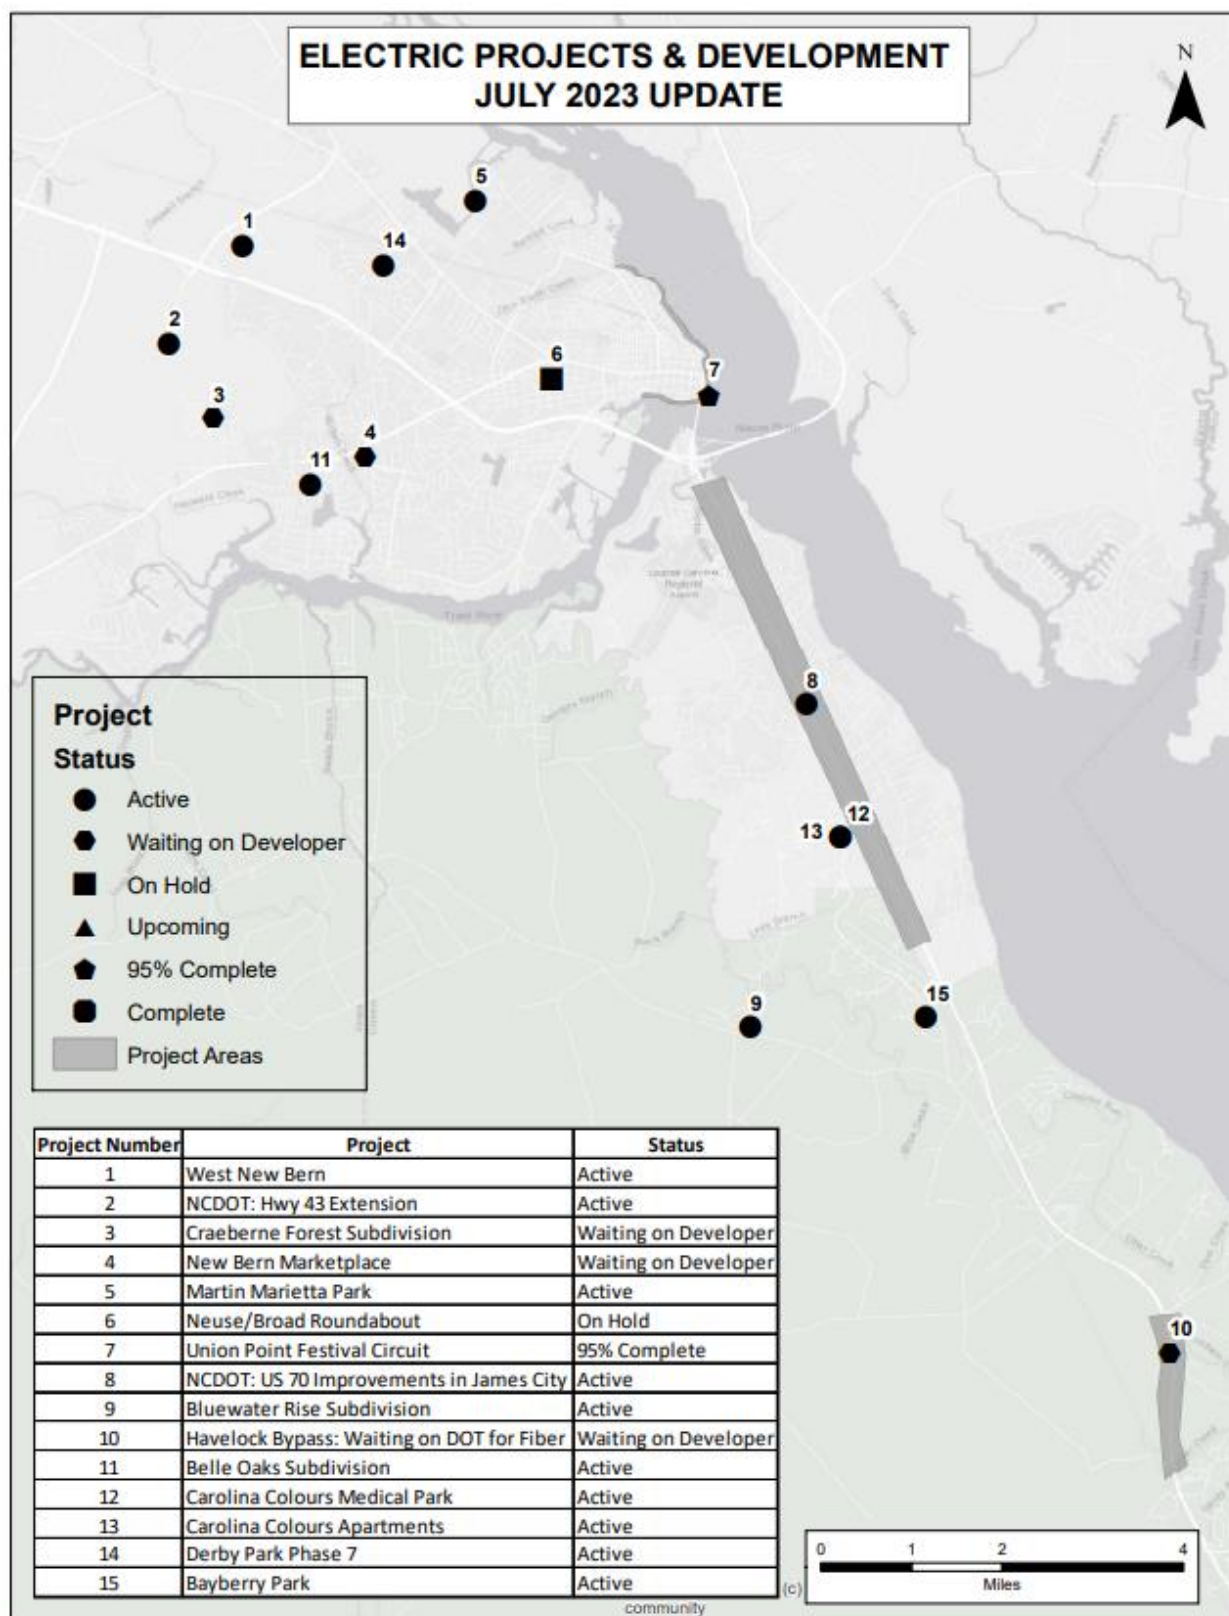 ELECTRIC PROJECTS & DEVELOPMENT
JULY 2023 UPDATE
N
5
1
14
2
6
7
3
4
11
Neuse River
Trent River
8
13
12
9
15
10
Project
Status
Active
Waiting on Developer
On Hold
Upcoming
95% Complete
Complete
Project Areas
Project Number Project Status
1 West New Bern Active
2 NCDOT: Hwy 43 Extension Active
3 Craeberne Forest Subdivision Waiting on Developer
4 New Bern Marketplace Waiting on Developer
5 Martin Marietta Park Active
6 Neuse/Broad Roundabout On Hold
7 Union Point Festival Circuit 95% Complete
8 NCDOT: US 70 Improvements in James City Active
9 Bluewater Rise Subdivision Active
10 Havelock Bypass: Waiting on DOT for Fiber Waiting on Developer
11 Belle Oaks Subdivision Active
12 Carolina Colours Medical Park Active
13 Carolina Colours Apartments Active
14 Derby Park Phase 7 Active
15 Bayberry Park Active
0 1 2 4
Miles
(c)
community